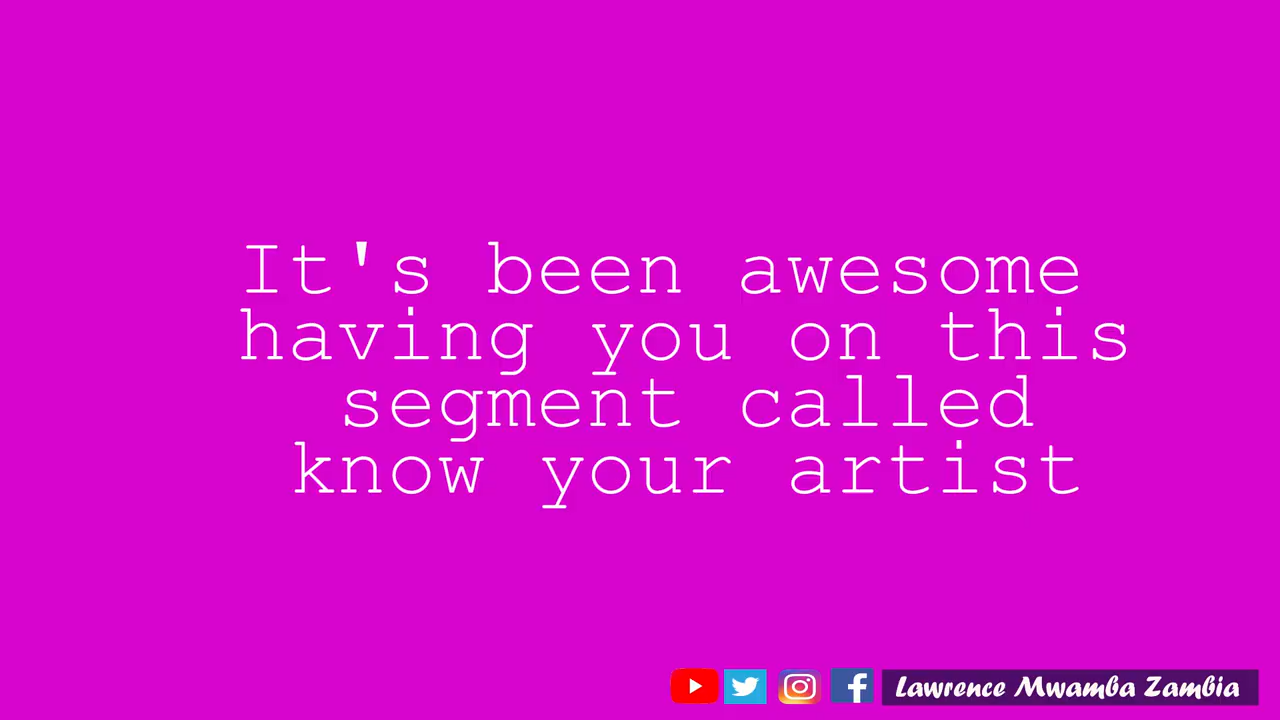 It's been awesome
having you on this
segment called
know your artist
Lawrence Mwamba Zambia